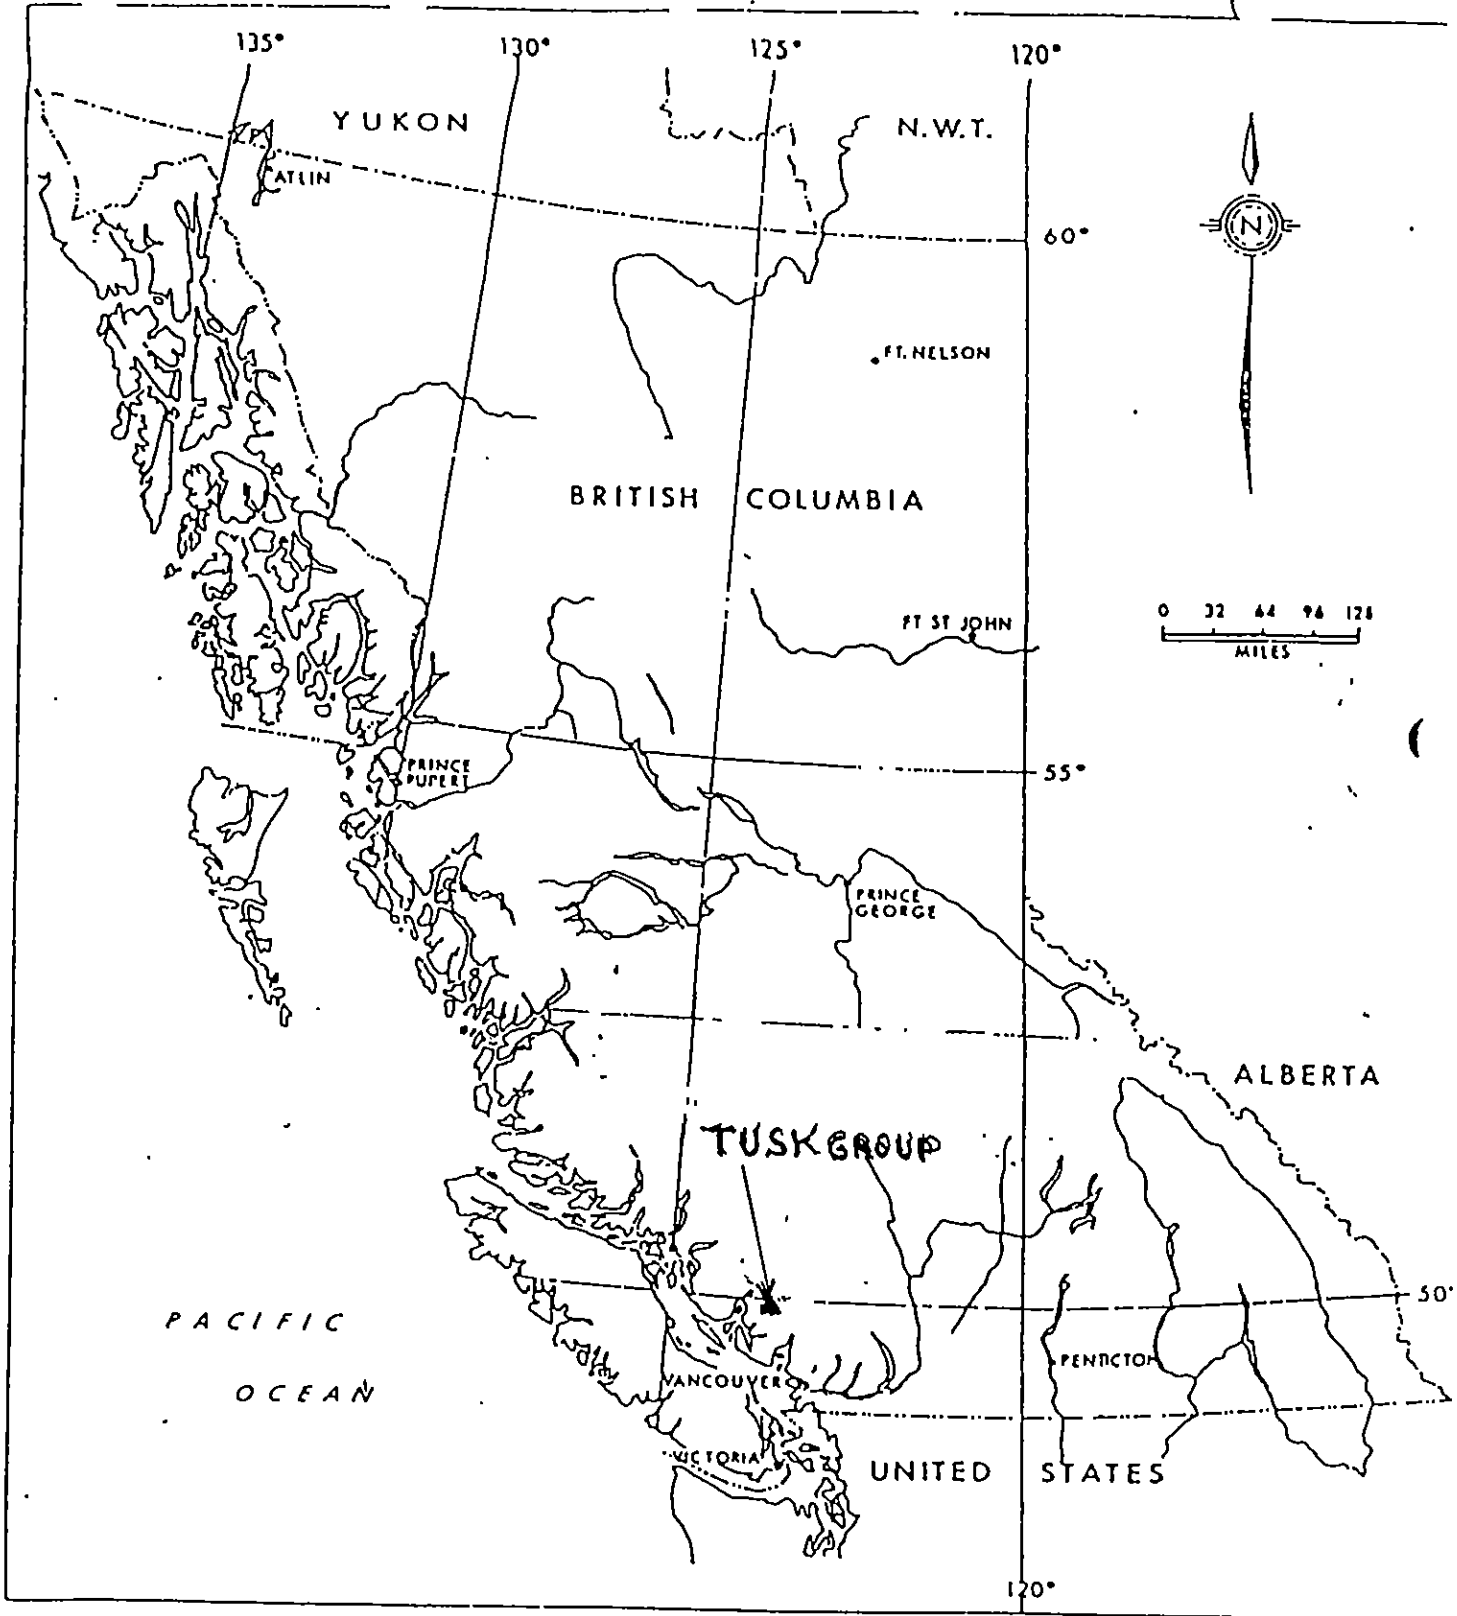 135°
130°
125°
120°
YUKON
N.W.T.
ATLIN
60°
N
FT. NELSON
BRITISH COLUMBIA
0 32 64 96 128
MILES
FT ST JOHN
PRINCE
RUPERT
55°
PRINCE
GEORGE
ALBERTA
TUSK GROUP
50°
PACIFIC
OCEAN
PENTICTON
VANCOUVER
VICTORIA
UNITED STATES
120°